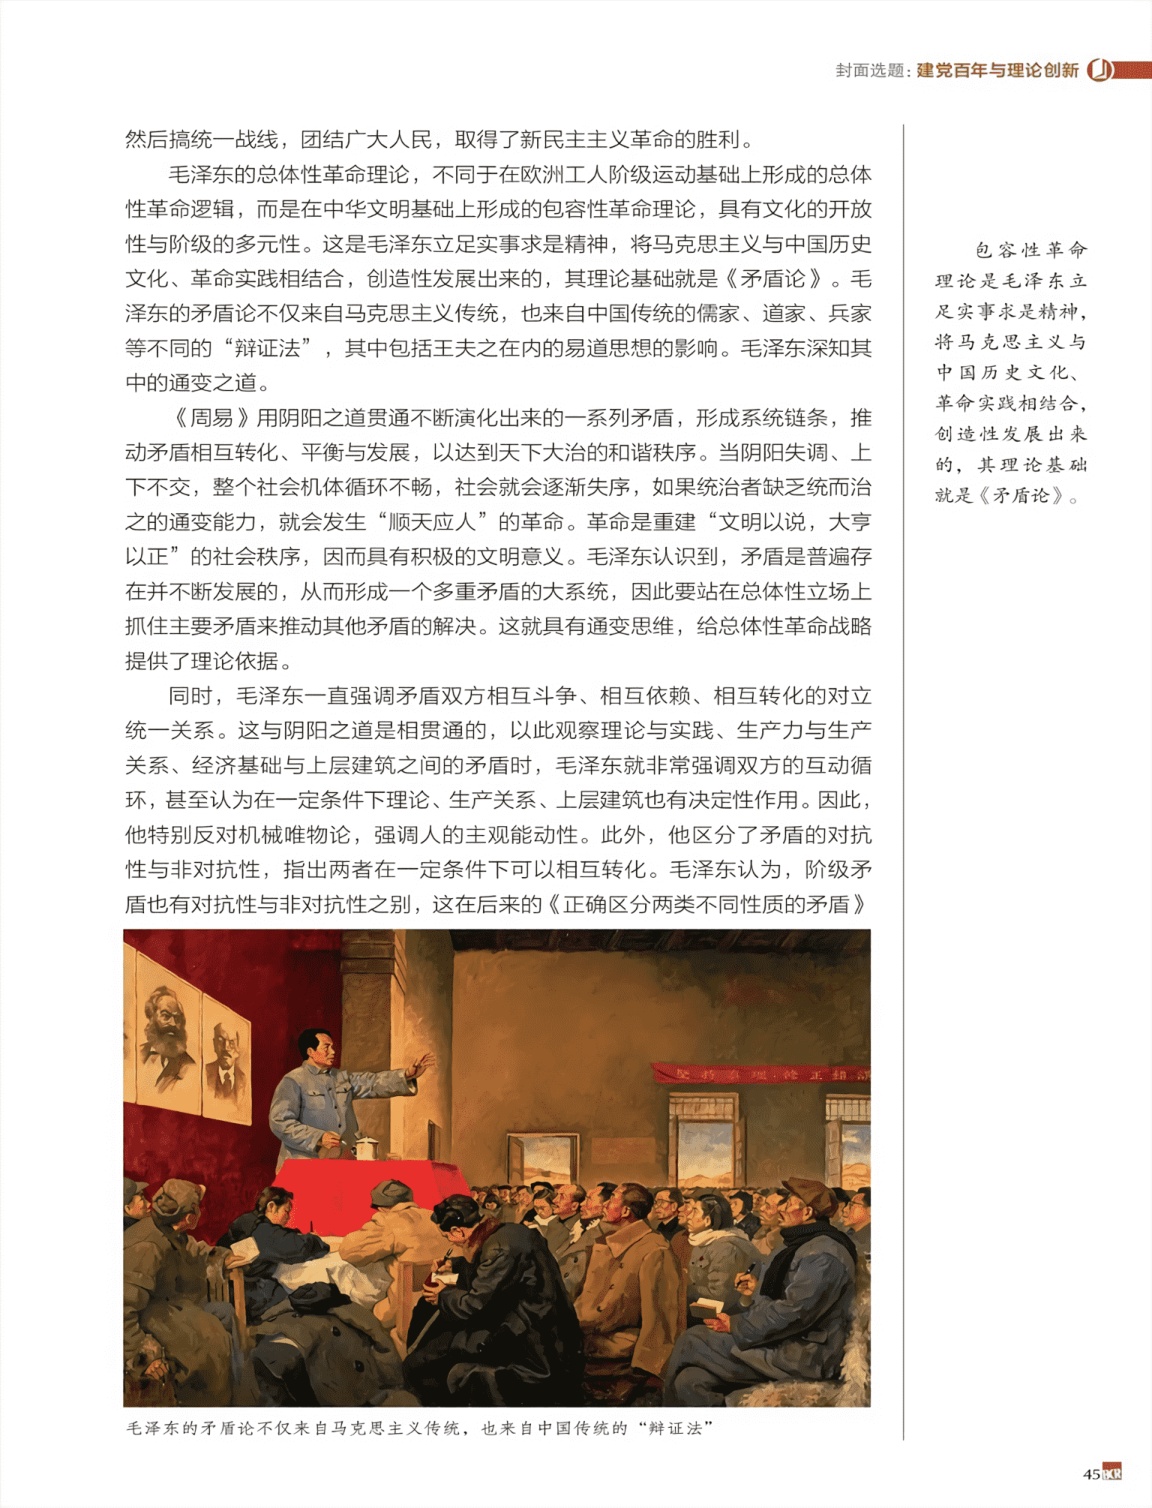 封面选题：建党百年与理论创新
然后搞统一战线，团结广大人民，取得了新民主主义革命的胜利。
毛泽东的总体性革命理论，不同于在欧洲工人阶级运动基础上形成的总体
性革命逻辑，而是在中华文明基础上形成的包容性革命理论，具有文化的开放
性与阶级的多元性。这是毛泽东立足实事求是精神，将马克思主义与中国历史
文化、革命实践相结合，创造性发展出来的，其理论基础就是《矛盾论》。毛
泽东的矛盾论不仅来自马克思主义传统，也来自中国传统的儒家、道家、兵家
等不同的“辩证法”，其中包括王夫之在内的易道思想的影响。毛泽东深知其
中的通变之道。
《周易》用阴阳之道贯通不断演化出来的一系列矛盾，形成系统链条，推
动矛盾相互转化、平衡与发展，以达到天下大治的和谐秩序。当阴阳失调、上
下不交，整个社会机体循环不畅，社会就会逐渐失序，如果统治者缺乏统而治
之的通变能力，就会发生“顺天应人”的革命。革命是重建“文明以说，大亨
以正”的社会秩序，因而具有积极的文明意义。毛泽东认识到，矛盾是普遍存
在并不断发展的，从而形成一个多重矛盾的大系统，因此要站在总体性立场上
抓住主要矛盾来推动其他矛盾的解决。这就具有通变思维，给总体性革命战略
提供了理论依据。
同时，毛泽东一直强调矛盾双方相互斗争、相互依赖、相互转化的对立
统一关系。这与阴阳之道是相贯通的，以此观察理论与实践、生产力与生产
关系、经济基础与上层建筑之间的矛盾时，毛泽东就非常强调双方的互动循
环，甚至认为在一定条件下理论、生产关系、上层建筑也有决定性作用。因此，
他特别反对机械唯物论，强调人的主观能动性。此外，他区分了矛盾的对抗
性与非对抗性，指出两者在一定条件下可以相互转化。毛泽东认为，阶级矛
盾也有对抗性与非对抗性之别，这在后来的《正确区分两类不同性质的矛盾》
包容性革命
理论是毛泽东立
足实事求是精神，
将马克思主义与
中国历史文化、
革命实践相结合，
创造性发展出来
的，其理论基础
就是《矛盾论》。
坚持真理·修正错误
毛泽东的矛盾论不仅来自马克思主义传统，也来自中国传统的“辩证法”
45